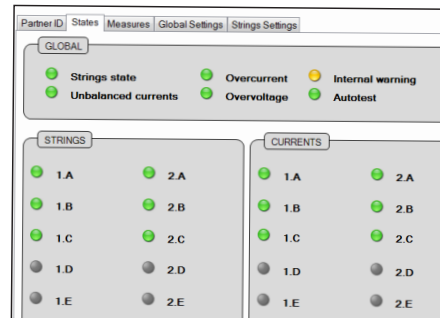 Partner ID States Measures Global Settings Strings Settings
GLOBAL
Strings state Overcurrent Internal warning
Unbalanced currents Overvoltage Autotest
STRINGS CURRENTS
1.A 2.A 1.A 2.A
1.B 2.B 1.B 2.B
1.C 2.C 1.C 2.C
1.D 2.D 1.D 2.D
1.E 2.E 1.E 2.E